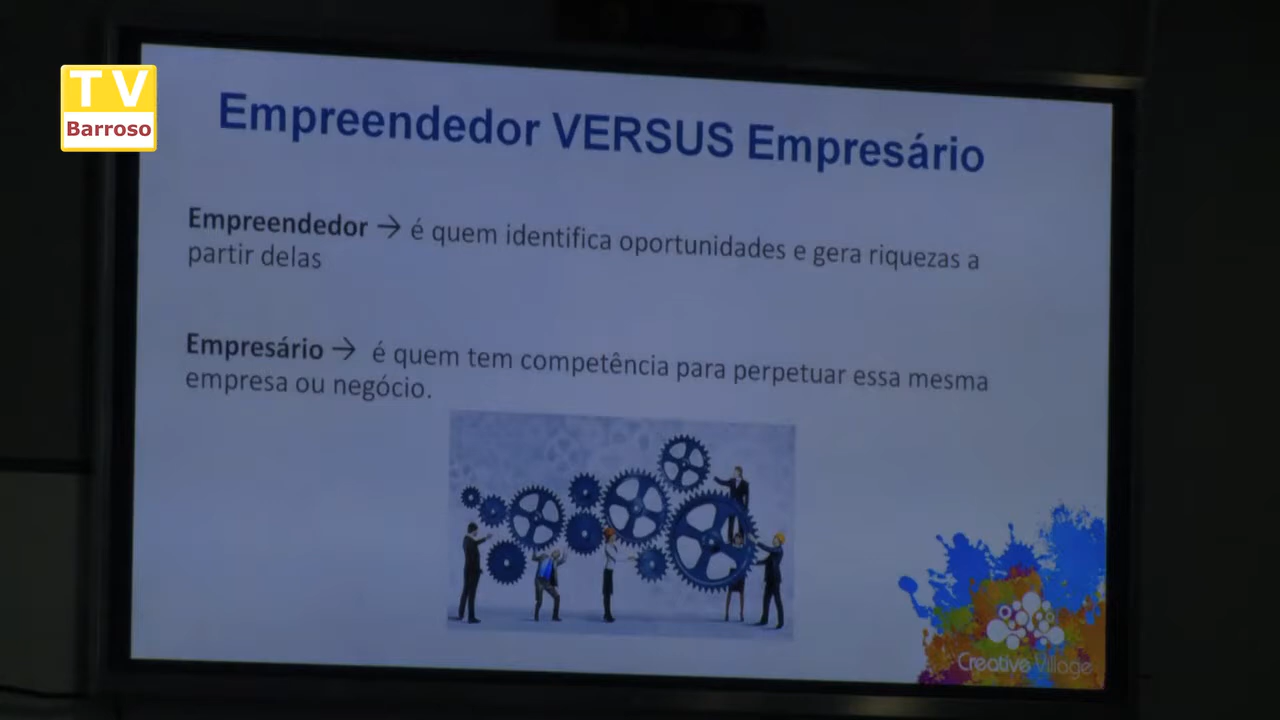 TV
Barroso
Empreendedor VERSUS Empresário
Empreendedor → é quem identifica oportunidades e gera riquezas a
partir delas
Empresário → é quem tem competência para perpetuar essa mesma
empresa ou negócio.
Creative Village